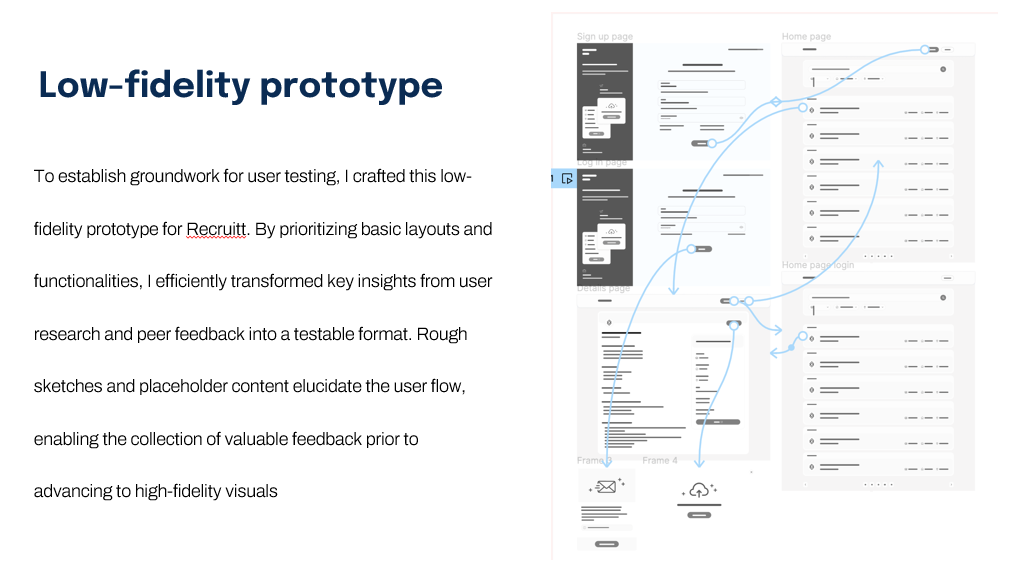 Low-fidelity prototype
To establish groundwork for user testing, I crafted this low-
fidelity prototype for Recruitt. By prioritizing basic layouts and
functionalities, I efficiently transformed key insights from user
research and peer feedback into a testable format. Rough
sketches and placeholder content elucidate the user flow,
enabling the collection of valuable feedback prior to
advancing to high-fidelity visuals
Sign up page
Home page
1
Log in page
Details page
Home page login
1
Frame 3
Frame 4